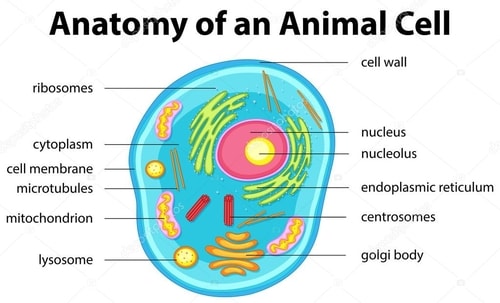 Anatomy of an Animal Cell
cell wall
ribosomes
nucleus
cytoplasm
nucleolus
cell membrane
endoplasmic reticulum
microtubules
centrosomes
mitochondrion
golgi body
lysosome